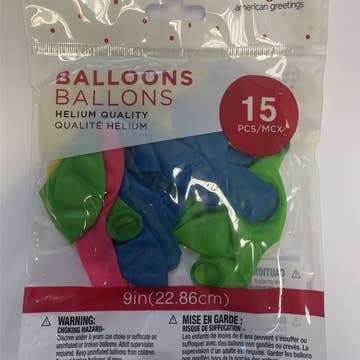 american greetings
BALLOONS
BALLONS
HELIUM QUALITY
QUALITÉ HÉLIUM
15
PCS/MCX
9in(22.86cm)
WARNING:
CHOKING HAZARD-
Children under 8 years can choke or suffocate on
uninflated or broken balloons. Adult supervision
required. Keep uninflated balloons from children.
MISE EN GARDE :
RISQUE DE SUFFOCATION-
Les enfants de moins de 8 ans peuvent s'étouffer ou
suffoquer avec des ballons non gonflés ou crevés. La
supervision d'un adulte est requise. Garder les ballons